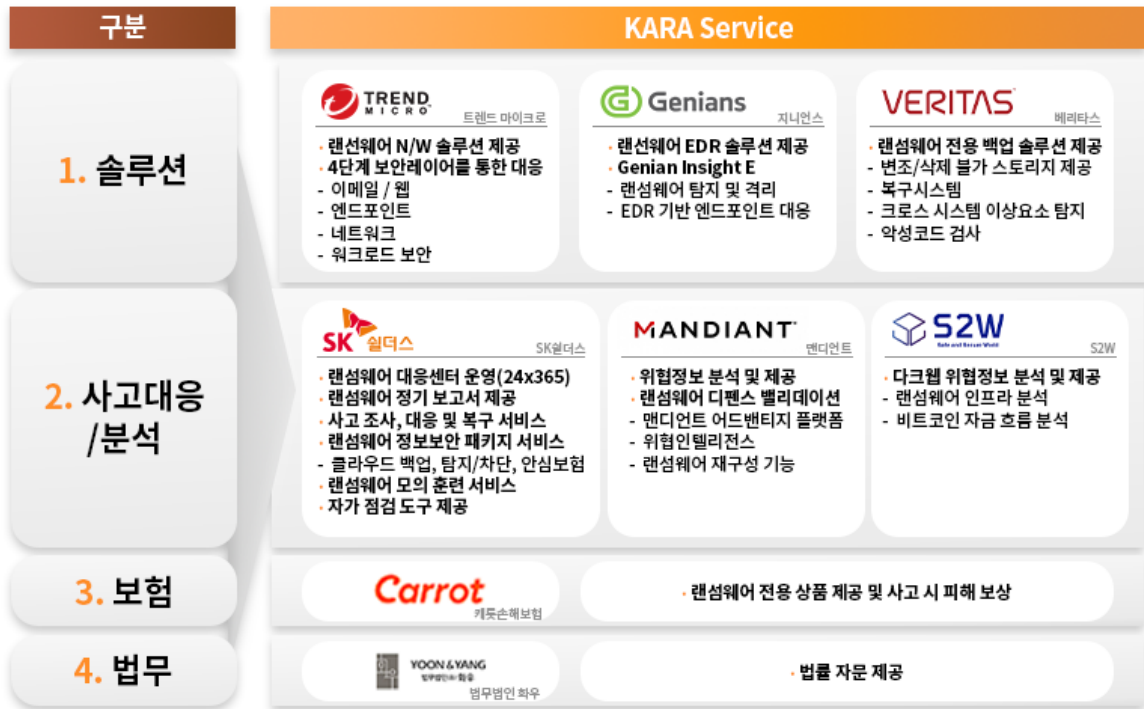 구분
KARA Service
1. 솔루션
TREND
MICRO
트렌드 마이크로
· 랜선웨어 N/W 솔루션 제공
· 4단계 보안레이어를 통한 대응
- 이메일 / 웹
- 엔드포인트
- 네트워크
- 워크로드 보안
Genians
지니언스
· 랜선웨어 EDR 솔루션 제공
· Genian Insight E
- 랜섬웨어 탐지 및 격리
- EDR 기반 엔드포인트 대응
VERITAS
베리타스
· 랜섬웨어 전용 백업 솔루션 제공
- 변조/삭제 불가 스토리지 제공
- 복구시스템
- 크로스 시스템 이상요소 탐지
- 악성코드 검사
2. 사고대응
/분석
SK 쉴더스
SK쉴더스
· 랜섬웨어 대응센터 운영(24x365)
· 랜섬웨어 정기 보고서 제공
· 사고 조사, 대응 및 복구 서비스
· 랜섬웨어 정보보안 패키지 서비스
- 클라우드 백업, 탐지/차단, 안심보험
· 랜섬웨어 모의 훈련 서비스
· 자가 점검 도구 제공
MANDIANT
맨디언트
· 위협정보 분석 및 제공
· 랜섬웨어 디펜스 밸리데이션
- 맨디언트 어드밴티지 플랫폼
- 위협인텔리전스
- 랜섬웨어 재구성 기능
S2W
Safe and Secure World
S2W
· 다크웹 위협정보 분석 및 제공
- 랜섬웨어 인프라 분석
- 비트코인 자금 흐름 분석
3. 보험
Carrot
캐롯손해보험
· 랜섬웨어 전용 상품 제공 및 사고 시 피해 보상
4. 법무
YOON & YANG
법무법인(유) 화우
법무법인 화우
· 법률 자문 제공